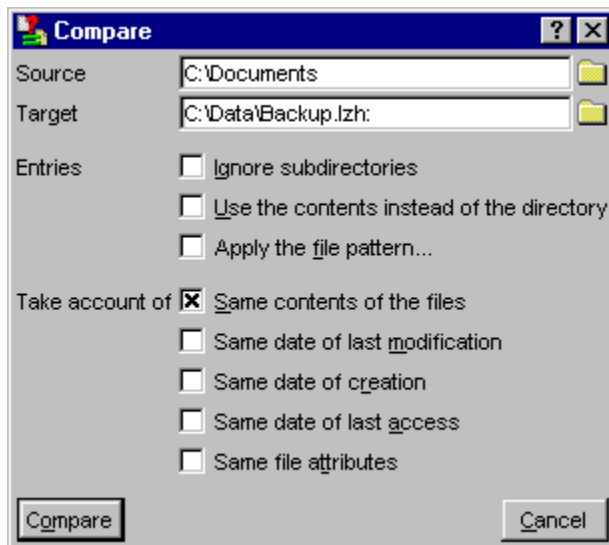 Compare
Source C:\Documents
Target C:\Data\Backup.lzh:
Entries Ignore subdirectories
Use the contents instead of the directory
Apply the file pattern...
Take account of Same contents of the files
Same date of last modification
Same date of creation
Same date of last access
Same file attributes
Compare Cancel